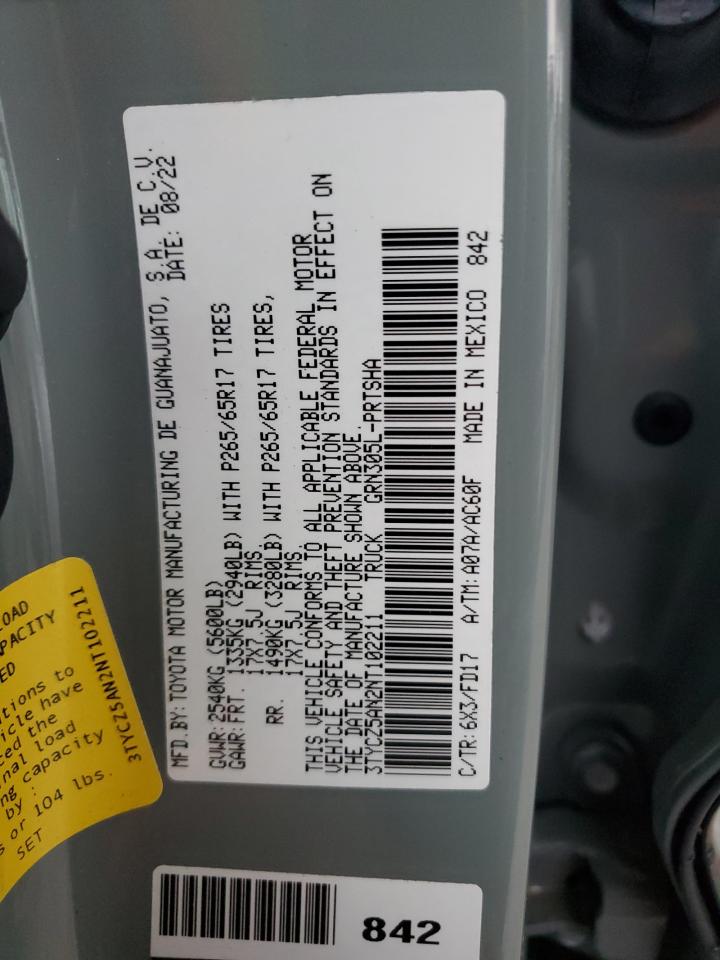 MFD.BY:TOYOTA MOTOR MANUFACTURING DE GUANAJUATO, S.A. DE C.V.
DATE: 08/22
GVWR:2540KG (5600LB)
GAWR:FRT. 1335KG (2940LB) WITH P265/65R17 TIRES
17X7.5J RIMS
RR. 1490KG (3280LB) WITH P265/65R17 TIRES,
17X7.5J RIMS
THIS VEHICLE CONFORMS TO ALL APPLICABLE FEDERAL MOTOR
VEHICLE SAFETY AND THEFT PREVENTION STANDARDS IN EFFECT ON
THE DATE OF MANUFACTURE SHOWN ABOVE.
3TYCZ5AN2NT102211 TRUCK GRN305L-PRTSHA
C/TR:6X3/FD17 A/TM:A07A/AC60F MADE IN MEXICO 842
OAD
PACITY
ED
itions to
icle have
ced the
nal load
ng capacity
by :
s or 104 lbs.
SET
3TYCZ5AN2NT102211
842